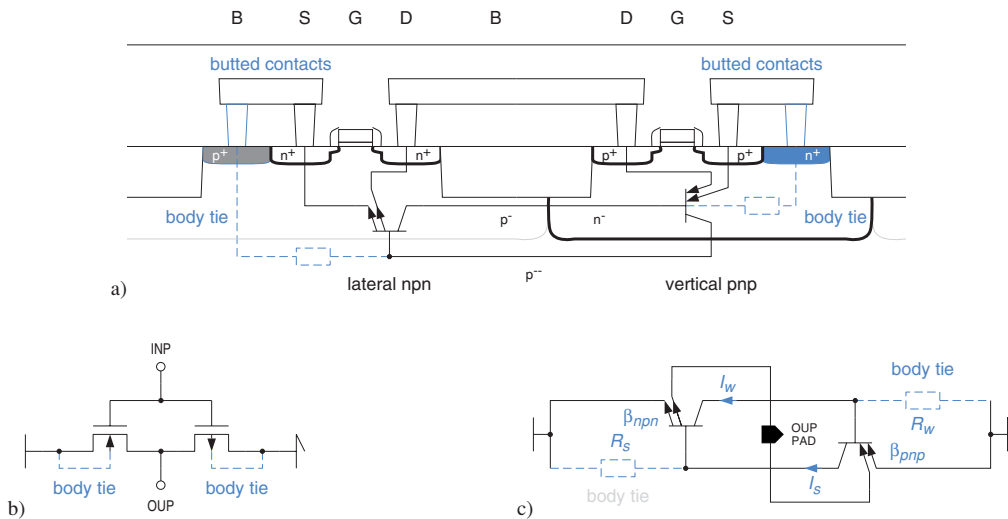 B S G D B D G S
butted contacts butted contacts
p+ n+ n+ p+ p+ n+
body tie p- n- body tie
p--
a) lateral npn vertical pnp
INP
body tie body tie
OUP
b)
body tie
Iw
βnpn OUP PAD Rw
Rs βpnp
Is
body tie
c)